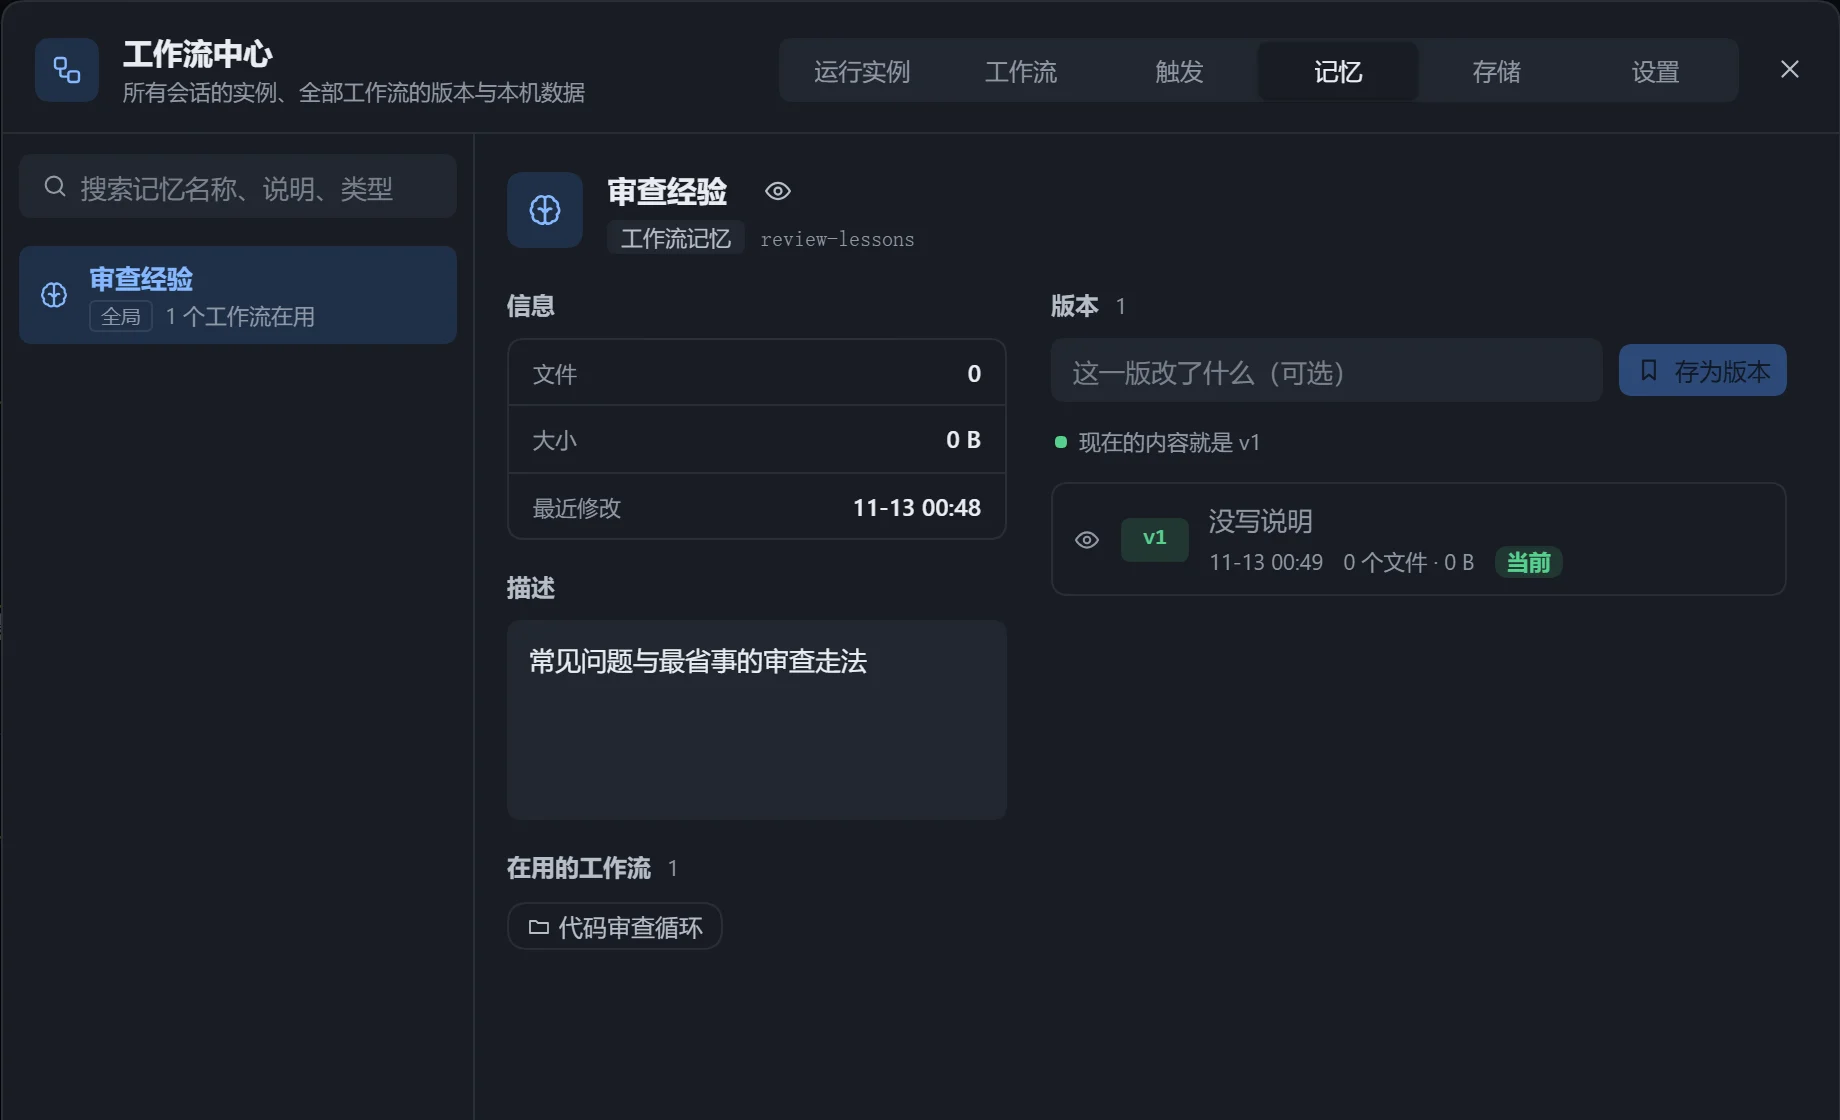 工作流中心
所有会话的实例、全部工作流的版本与本机数据
运行实例
工作流
触发
记忆
存储
设置
搜索记忆名称、说明、类型
审查经验
全局 1 个工作流在用
审查经验
工作流记忆 review-lessons
信息
文件 0
大小 0 B
最近修改 11-13 00:48
描述
常见问题与最省事的审查走法
在用的工作流 1
代码审查循环
版本 1
这一版改了什么（可选）
存为版本
现在的内容就是 v1
v1
没写说明
11-13 00:49 0 个文件 · 0 B 当前